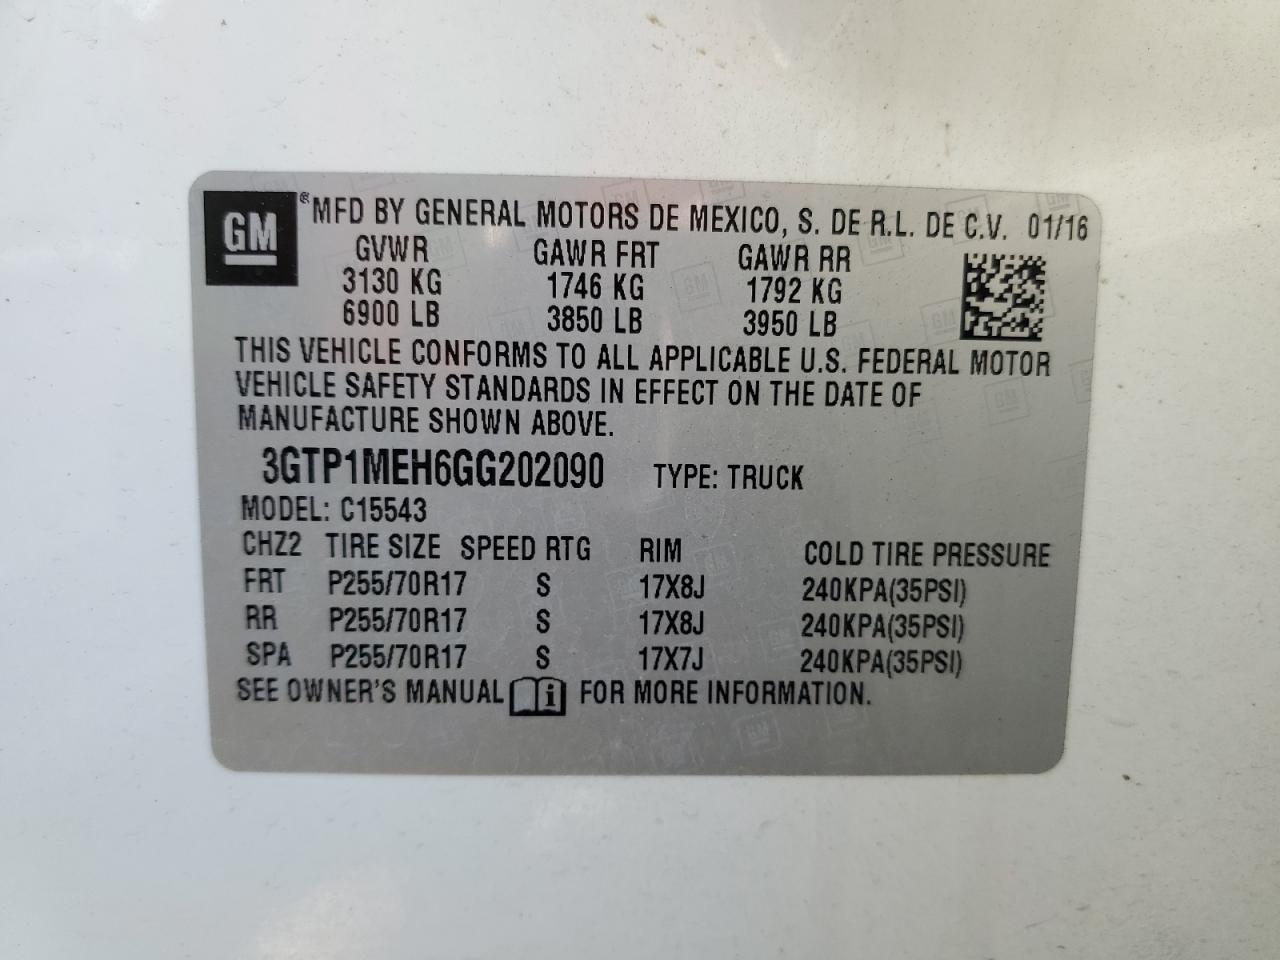 GM ® MFD BY GENERAL MOTORS DE MEXICO, S. DE R.L. DE C.V. 01/16
GVWR GAWR FRT GAWR RR
3130 KG 1746 KG 1792 KG
6900 LB 3850 LB 3950 LB
THIS VEHICLE CONFORMS TO ALL APPLICABLE U.S. FEDERAL MOTOR
VEHICLE SAFETY STANDARDS IN EFFECT ON THE DATE OF
MANUFACTURE SHOWN ABOVE.
3GTP1MEH6GG202090 TYPE: TRUCK
MODEL: C15543
CHZ2 TIRE SIZE SPEED RTG RIM COLD TIRE PRESSURE
FRT P255/70R17 S 17X8J 240KPA(35PSI)
RR P255/70R17 S 17X8J 240KPA(35PSI)
SPA P255/70R17 S 17X7J 240KPA(35PSI)
SEE OWNER'S MANUAL i FOR MORE INFORMATION.